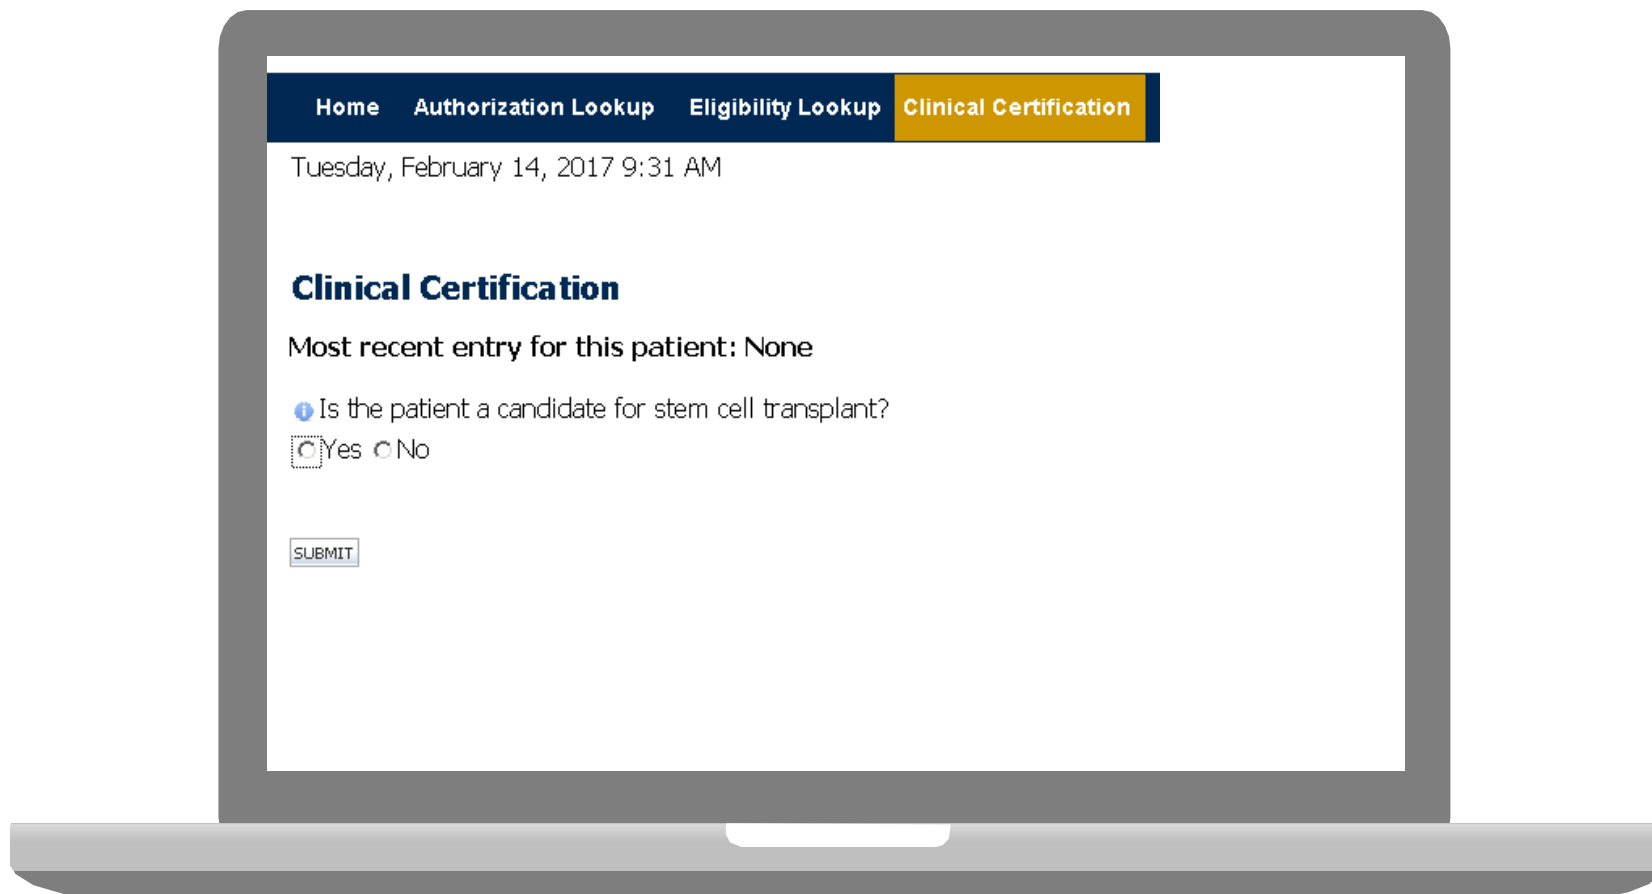 Home Authorization Lookup Eligibility Lookup Clinical Certification
Tuesday, February 14, 2017 9:31 AM
Clinical Certification
Most recent entry for this patient: None
Is the patient a candidate for stem cell transplant?
Yes No
SUBMIT